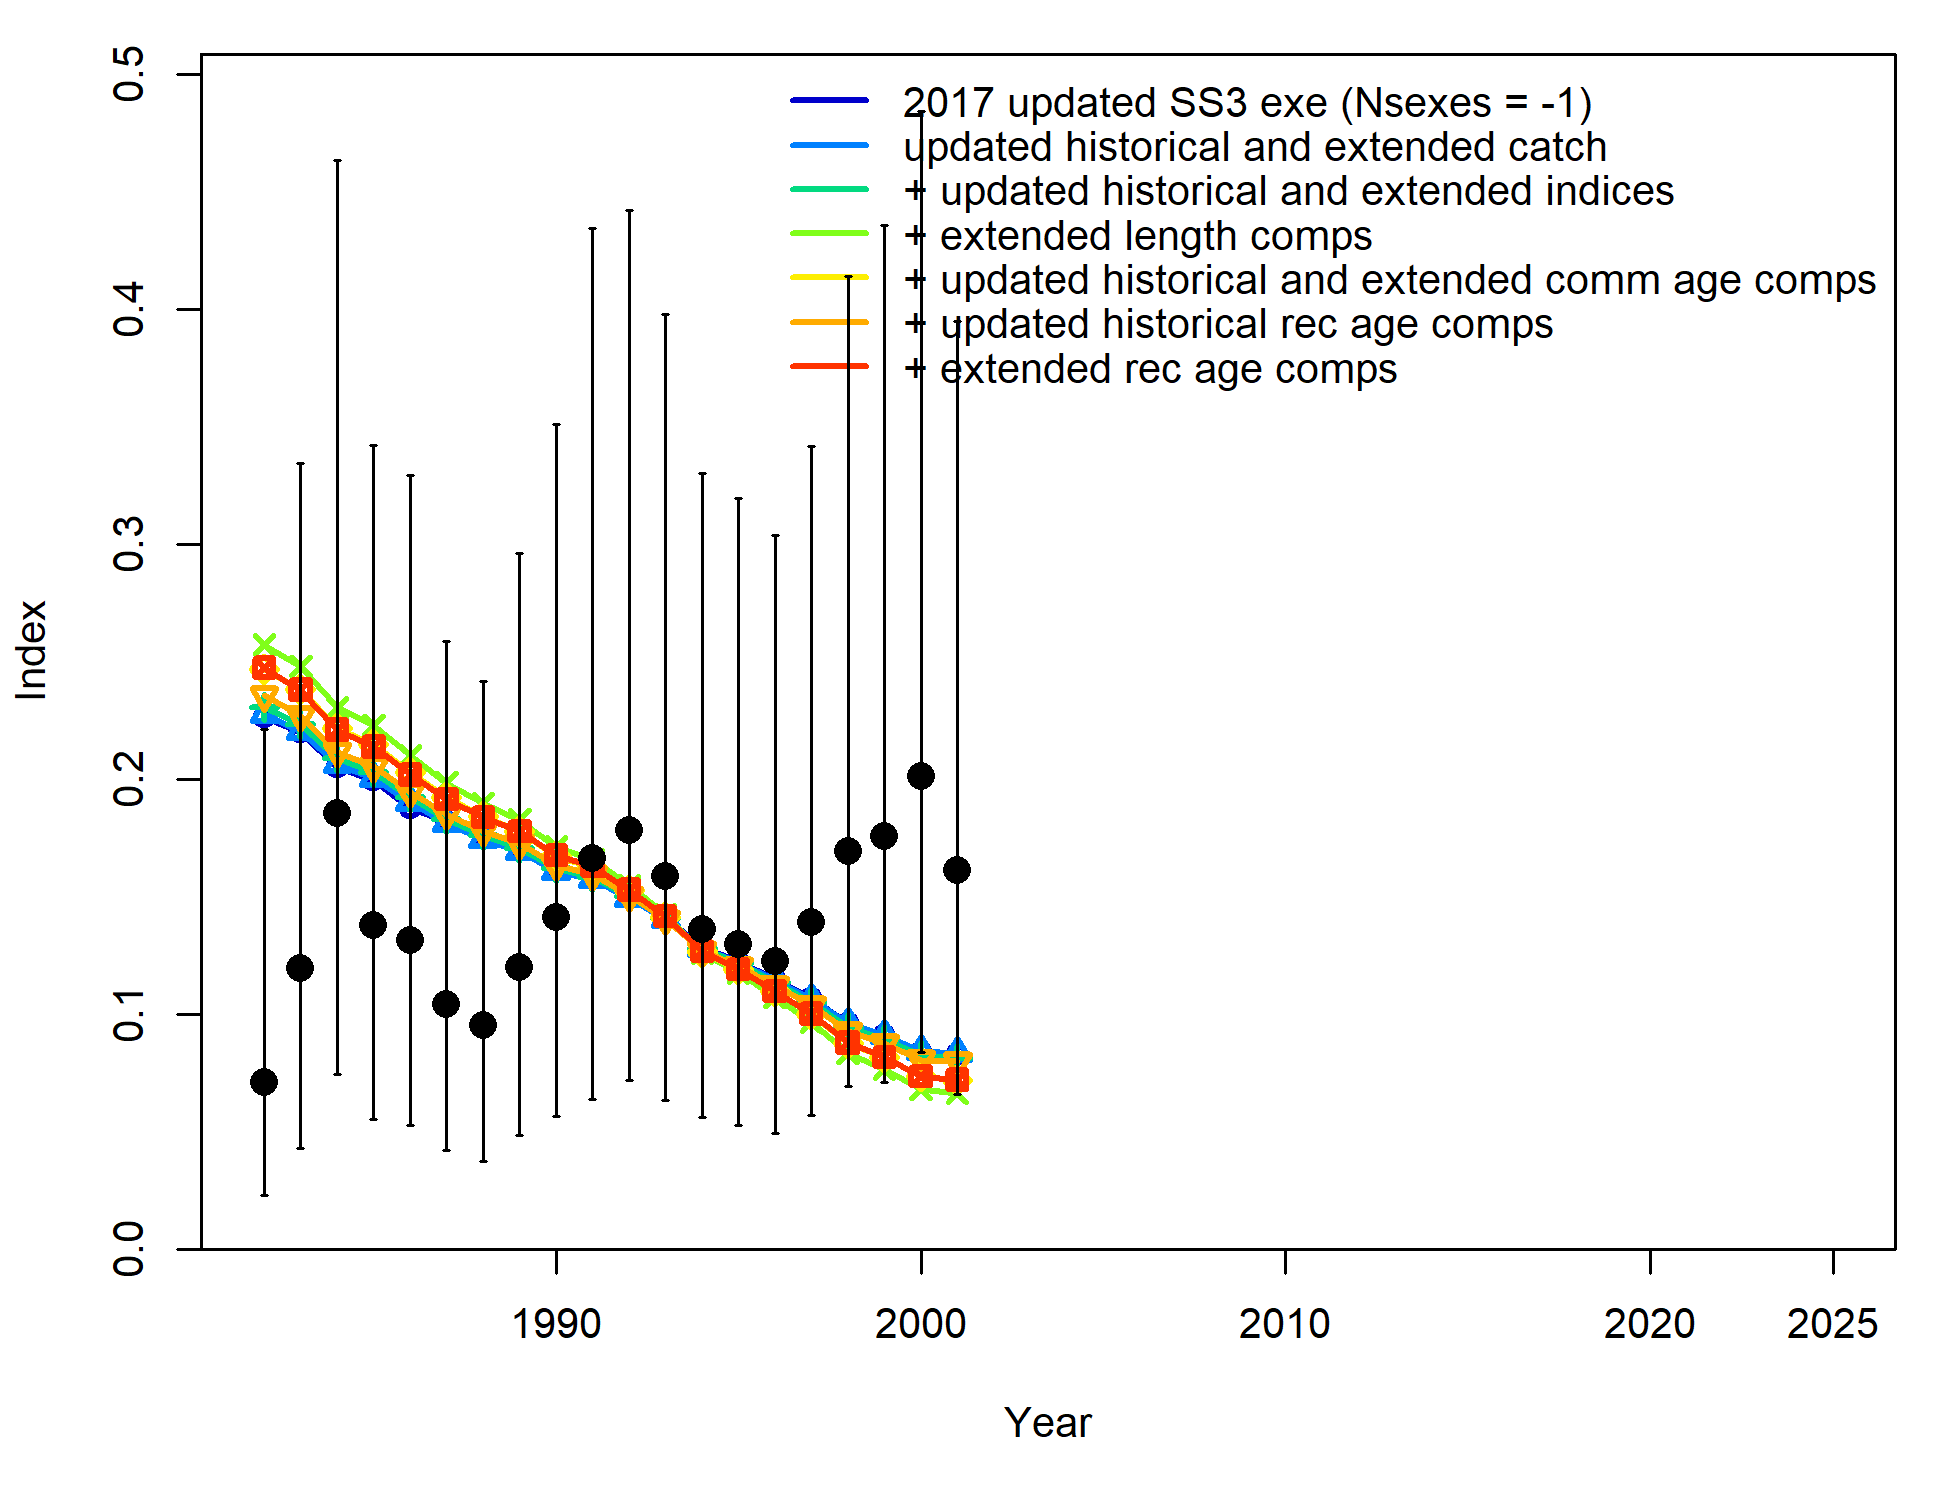 2017 updated SS3 exe (Nsexes = -1)
updated historical and extended catch
+ updated historical and extended indices
+ extended length comps
+ updated historical and extended comm age comps
+ updated historical rec age comps
+ extended rec age comps
0.5
0.4
0.3
0.2
0.1
0.0
Index
1990 2000 2010 2020 2025
Year